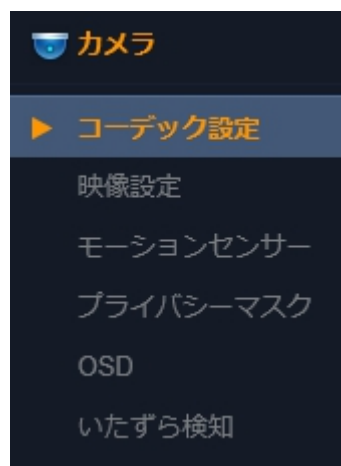 カメラ
コーデック設定
映像設定
モーションセンサー
プライバシーマスク
OSD
いたずら検知